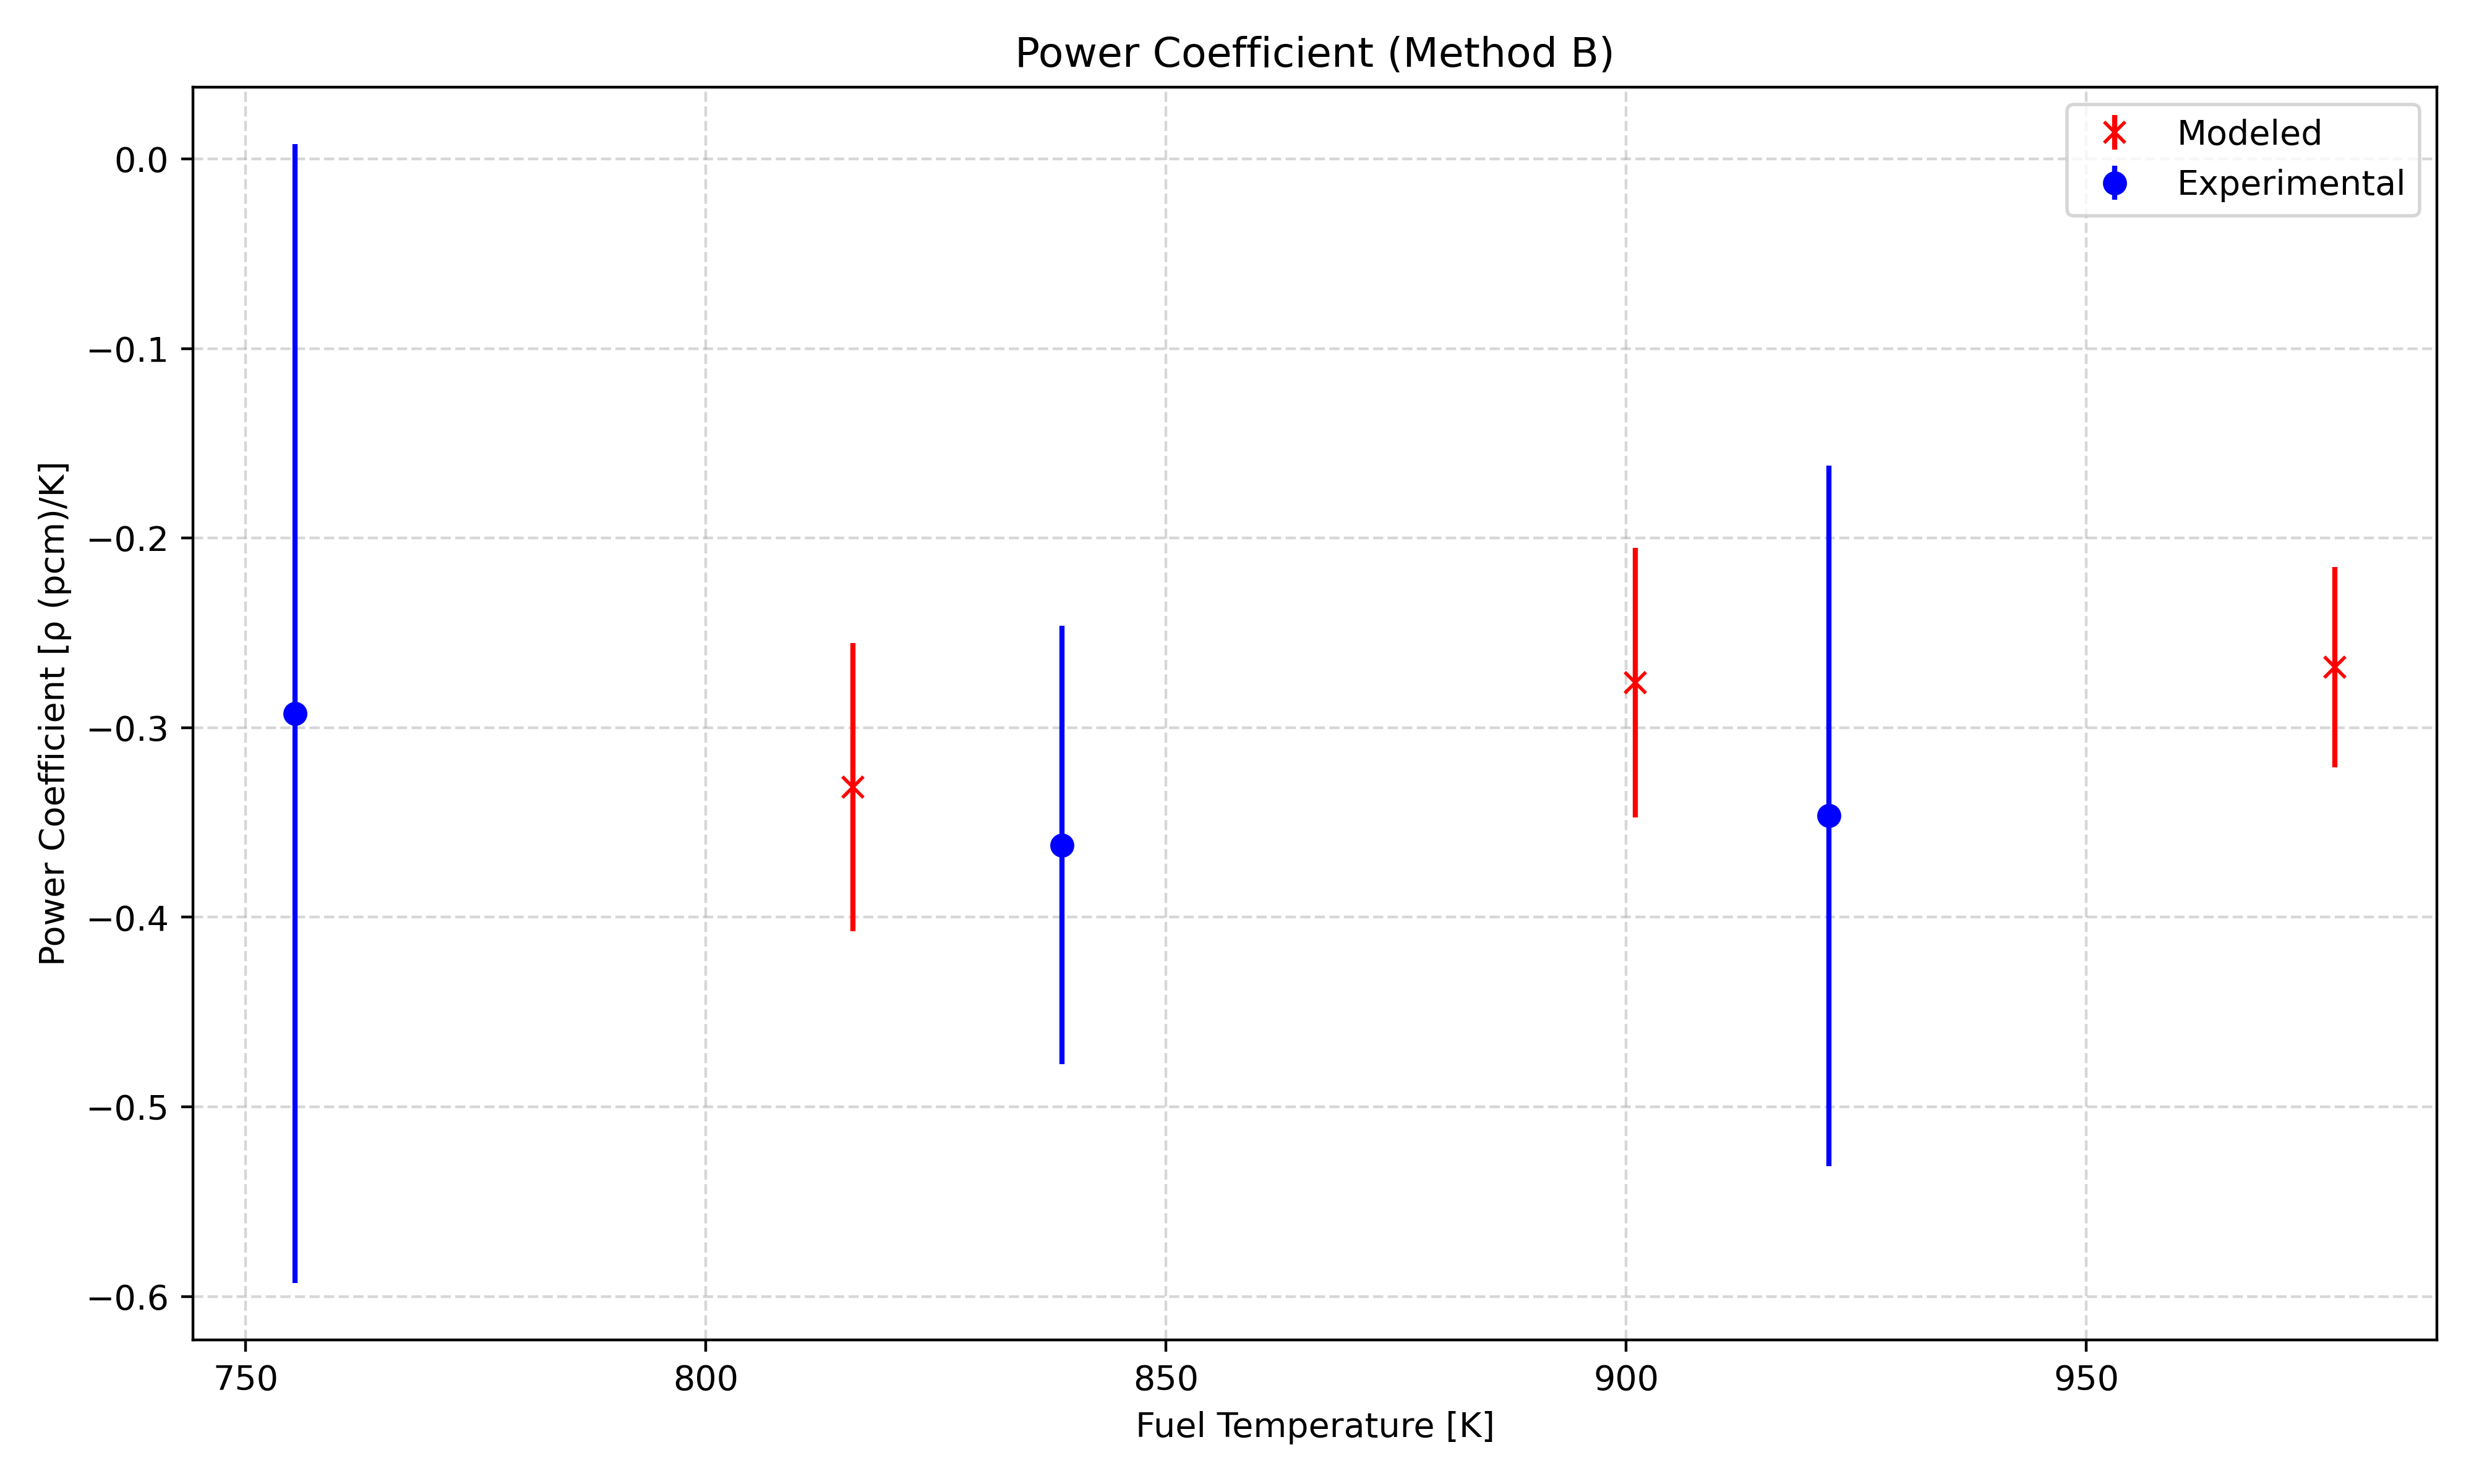 Power Coefficient (Method B)
Modeled
Experimental
0.0
−0.1
−0.2
−0.3
−0.4
−0.5
−0.6
Power Coefficient [p (pcm)/K]
750 800 850 900 950
Fuel Temperature [K]